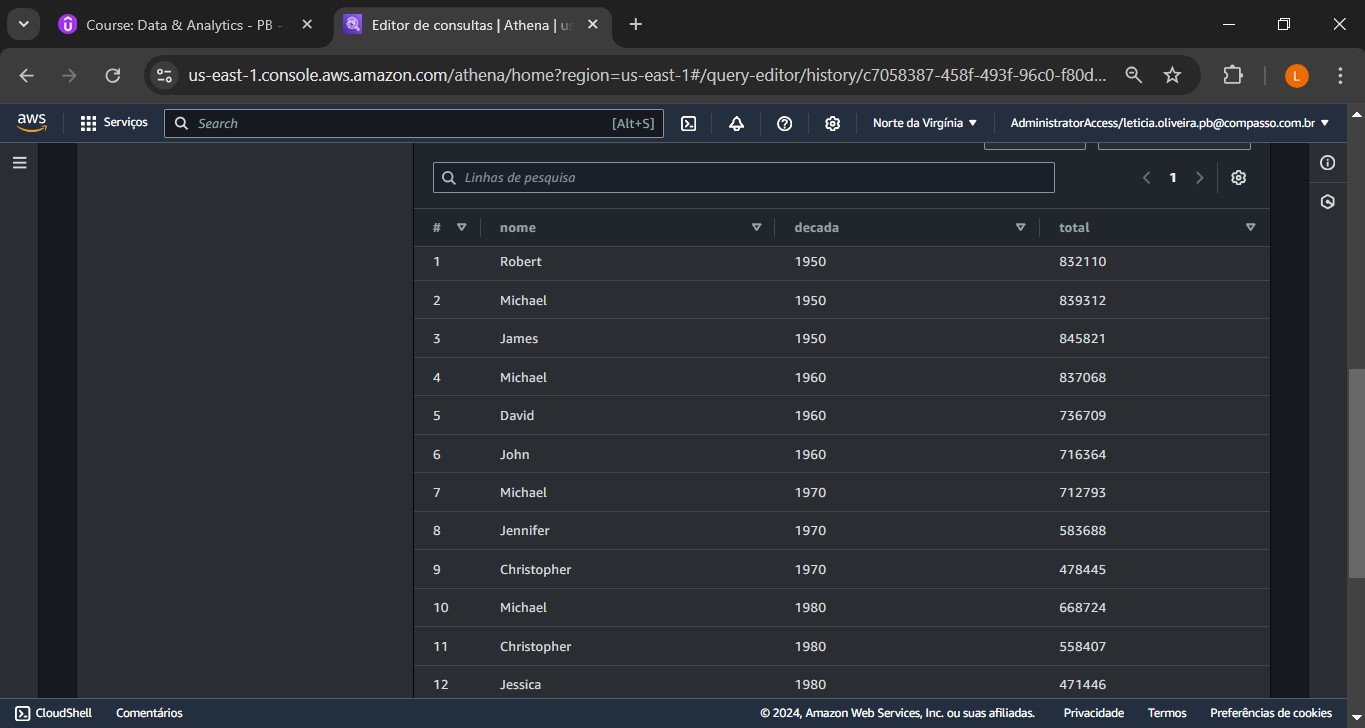 Course: Data & Analytics - PB -
Editor de consultas | Athena | us
us-east-1.console.aws.amazon.com/athena/home?region=us-east-1#/query-editor/history/c7058387-458f-493f-96c0-f80d...
L
aws Serviços Search [Alt+S] Norte da Virgínia AdministratorAccess/leticia.oliveira.pb@compasso.com.br
Linhas de pesquisa 1
# nome decada total
1 Robert 1950 832110
2 Michael 1950 839312
3 James 1950 845821
4 Michael 1960 837068
5 David 1960 736709
6 John 1960 716364
7 Michael 1970 712793
8 Jennifer 1970 583688
9 Christopher 1970 478445
10 Michael 1980 668724
11 Christopher 1980 558407
12 Jessica 1980 471446
CloudShell Comentários © 2024, Amazon Web Services, Inc. ou suas afiliadas. Privacidade Termos Preferências de cookies